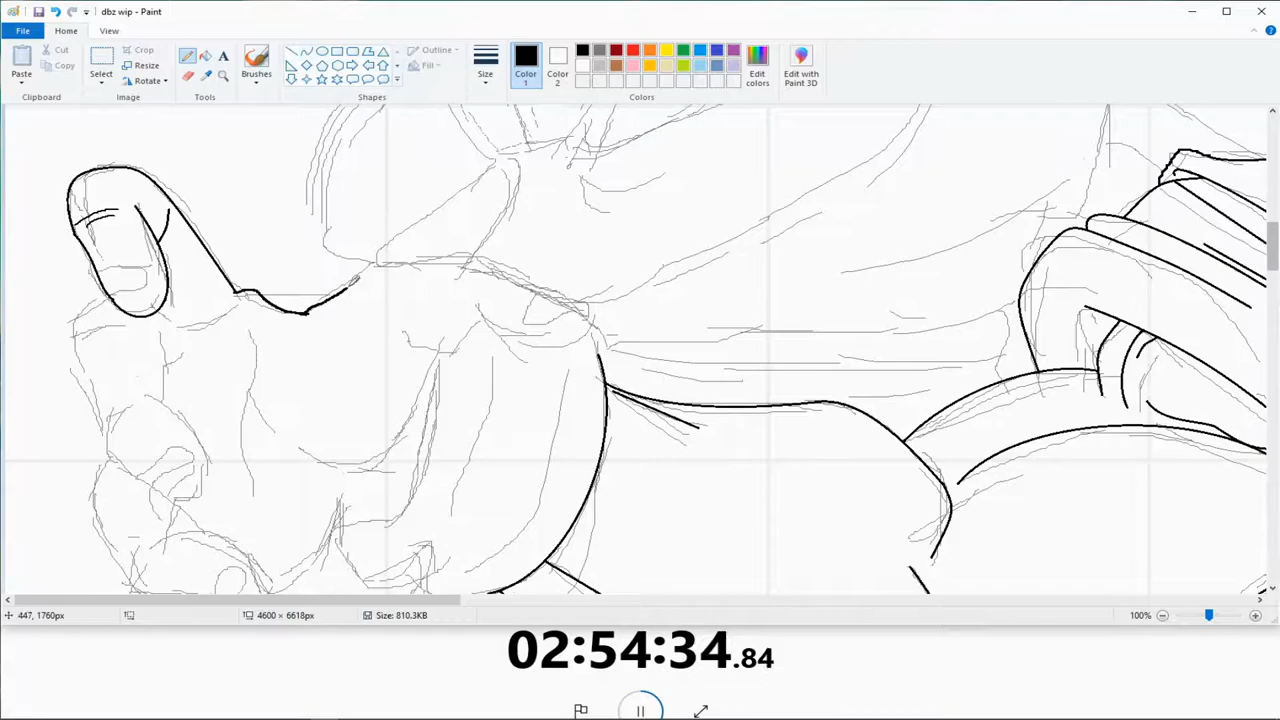 dbz wip - Paint
File Home View
Paste
Cut
Copy
Clipboard
Select
Crop
Resize
Rotate
Image
A
Tools
Brushes
Outline
Fill
Shapes
Size
Color
1
Color
2
Edit
colors
Edit with
Paint 3D
Colors
447, 1760px
4600 × 6618px
Size: 810.3KB
100%
02:54:34.84